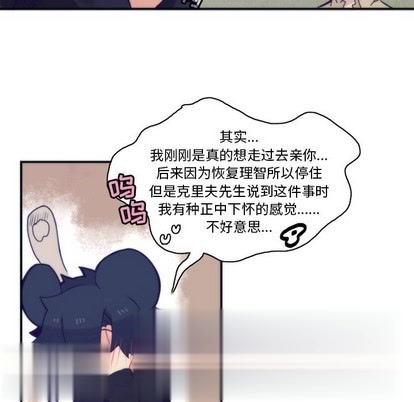 其实...
我刚刚是真的想走过去亲你...
后来因为恢复理智所以停住
但是克里夫先生说到这件事时
我有种正中下怀的感觉......
不好意思...
呜
呜